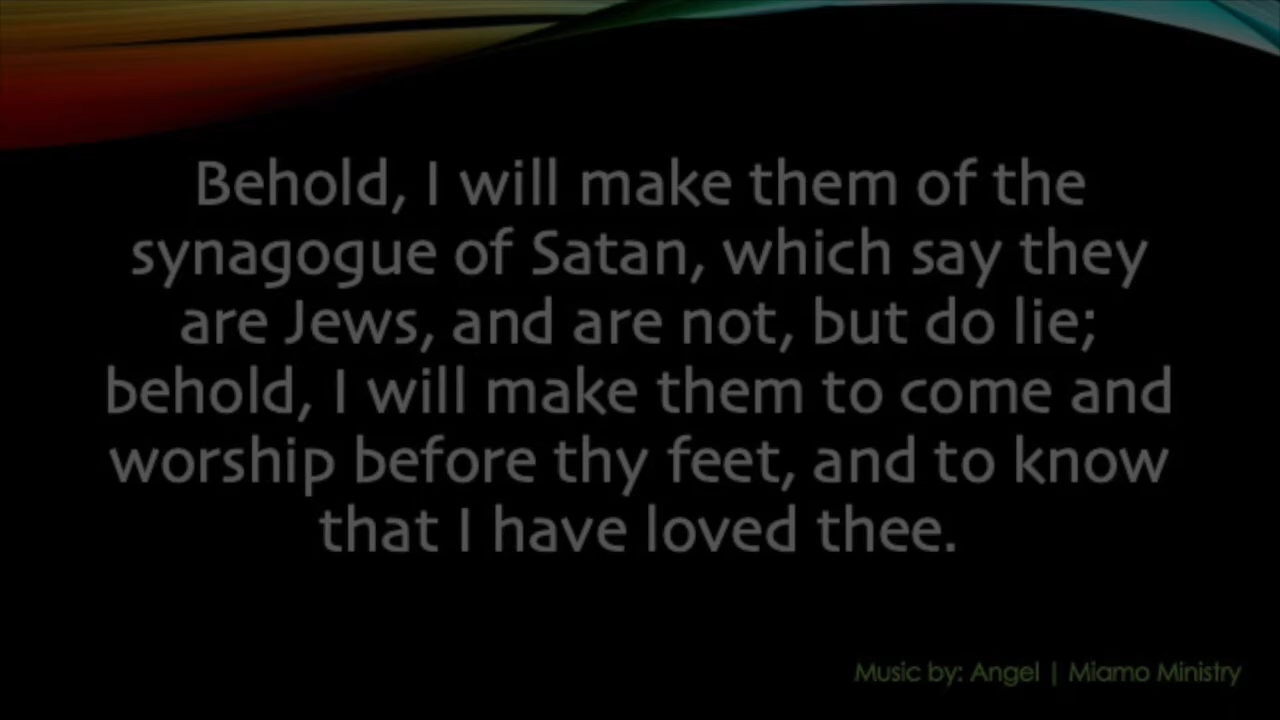 Behold, I will make them of the
synagogue of Satan, which say they
are Jews, and are not, but do lie;
behold, I will make them to come and
worship before thy feet, and to know
that I have loved thee.
Music by: Angel | Miamo Ministry